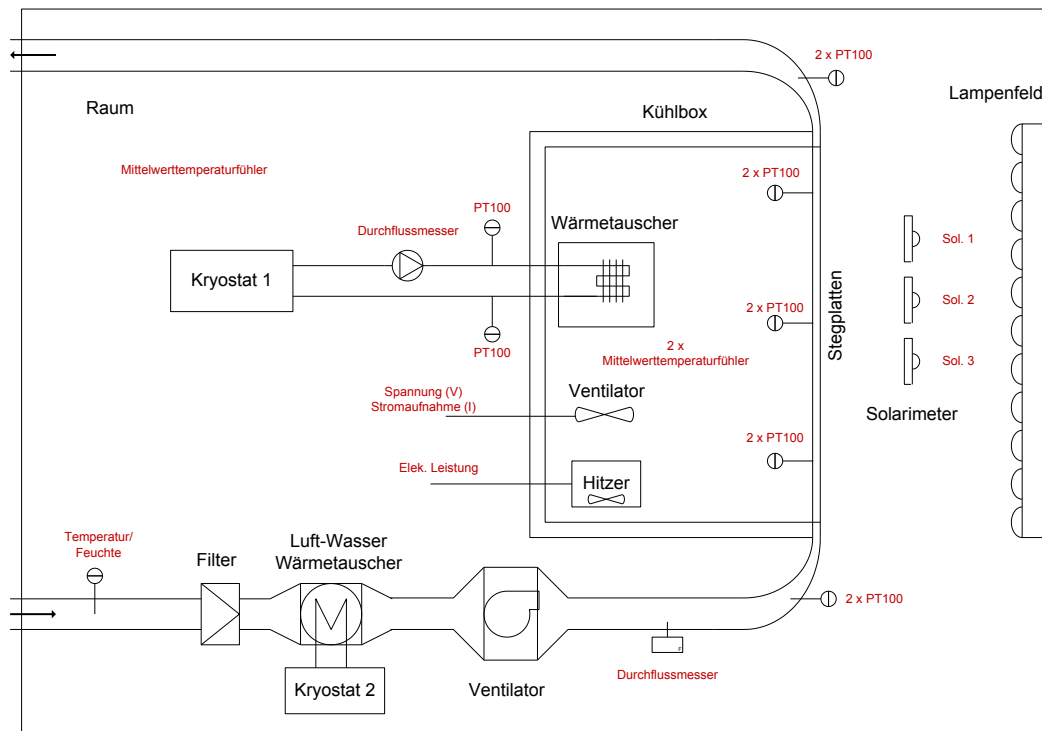 2 x PT100
Lampenfeld
Raum
Kühlbox
Mittelwerttemperaturfühler
2 x PT100
PT100
Durchflussmesser
Wärmetauscher
Kryostat 1
Sol. 1
Sol. 2
Sol. 3
Stegplatten
2 x PT100
PT100
2 x
Mittelwerttemperaturfühler
Spannung (V)
Stromaufnahme (I)
Ventilator
Solarimeter
2 x PT100
Elek. Leistung
Hitzer
Temperatur/
Feuchte
Filter
Luft-Wasser
Wärmetauscher
2 x PT100
Durchflussmesser
Kryostat 2
Ventilator